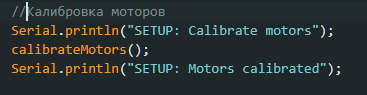 //Калибровка моторов
Serial.println("SETUP: Calibrate motors");
calibrateMotors();
Serial.println("SETUP: Motors calibrated");